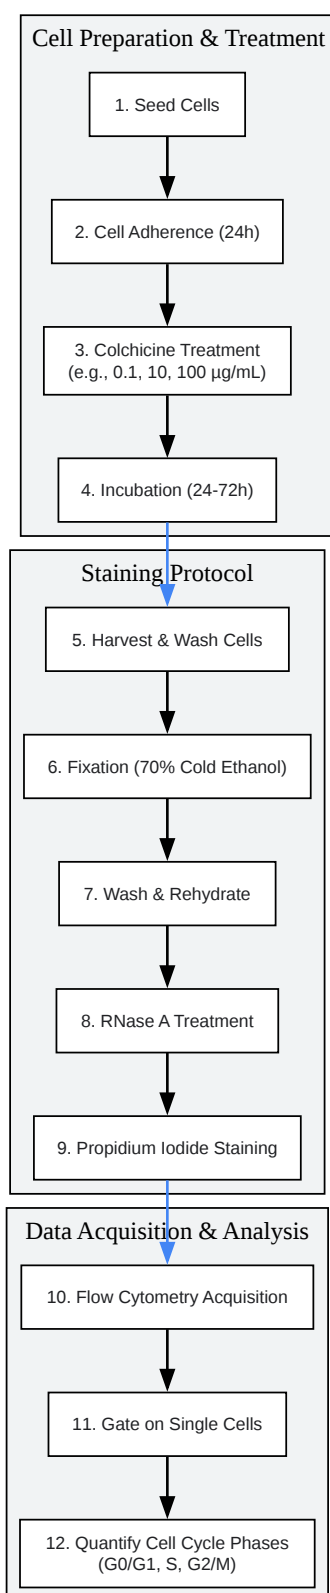 Cell Preparation & Treatment
1. Seed Cells
2. Cell Adherence (24h)
3. Colchicine Treatment
(e.g., 0.1, 10, 100 µg/mL)
4. Incubation (24-72h)
Staining Protocol
5. Harvest & Wash Cells
6. Fixation (70% Cold Ethanol)
7. Wash & Rehydrate
8. RNase A Treatment
9. Propidium Iodide Staining
Data Acquisition & Analysis
10. Flow Cytometry Acquisition
11. Gate on Single Cells
12. Quantify Cell Cycle Phases
(G0/G1, S, G2/M)